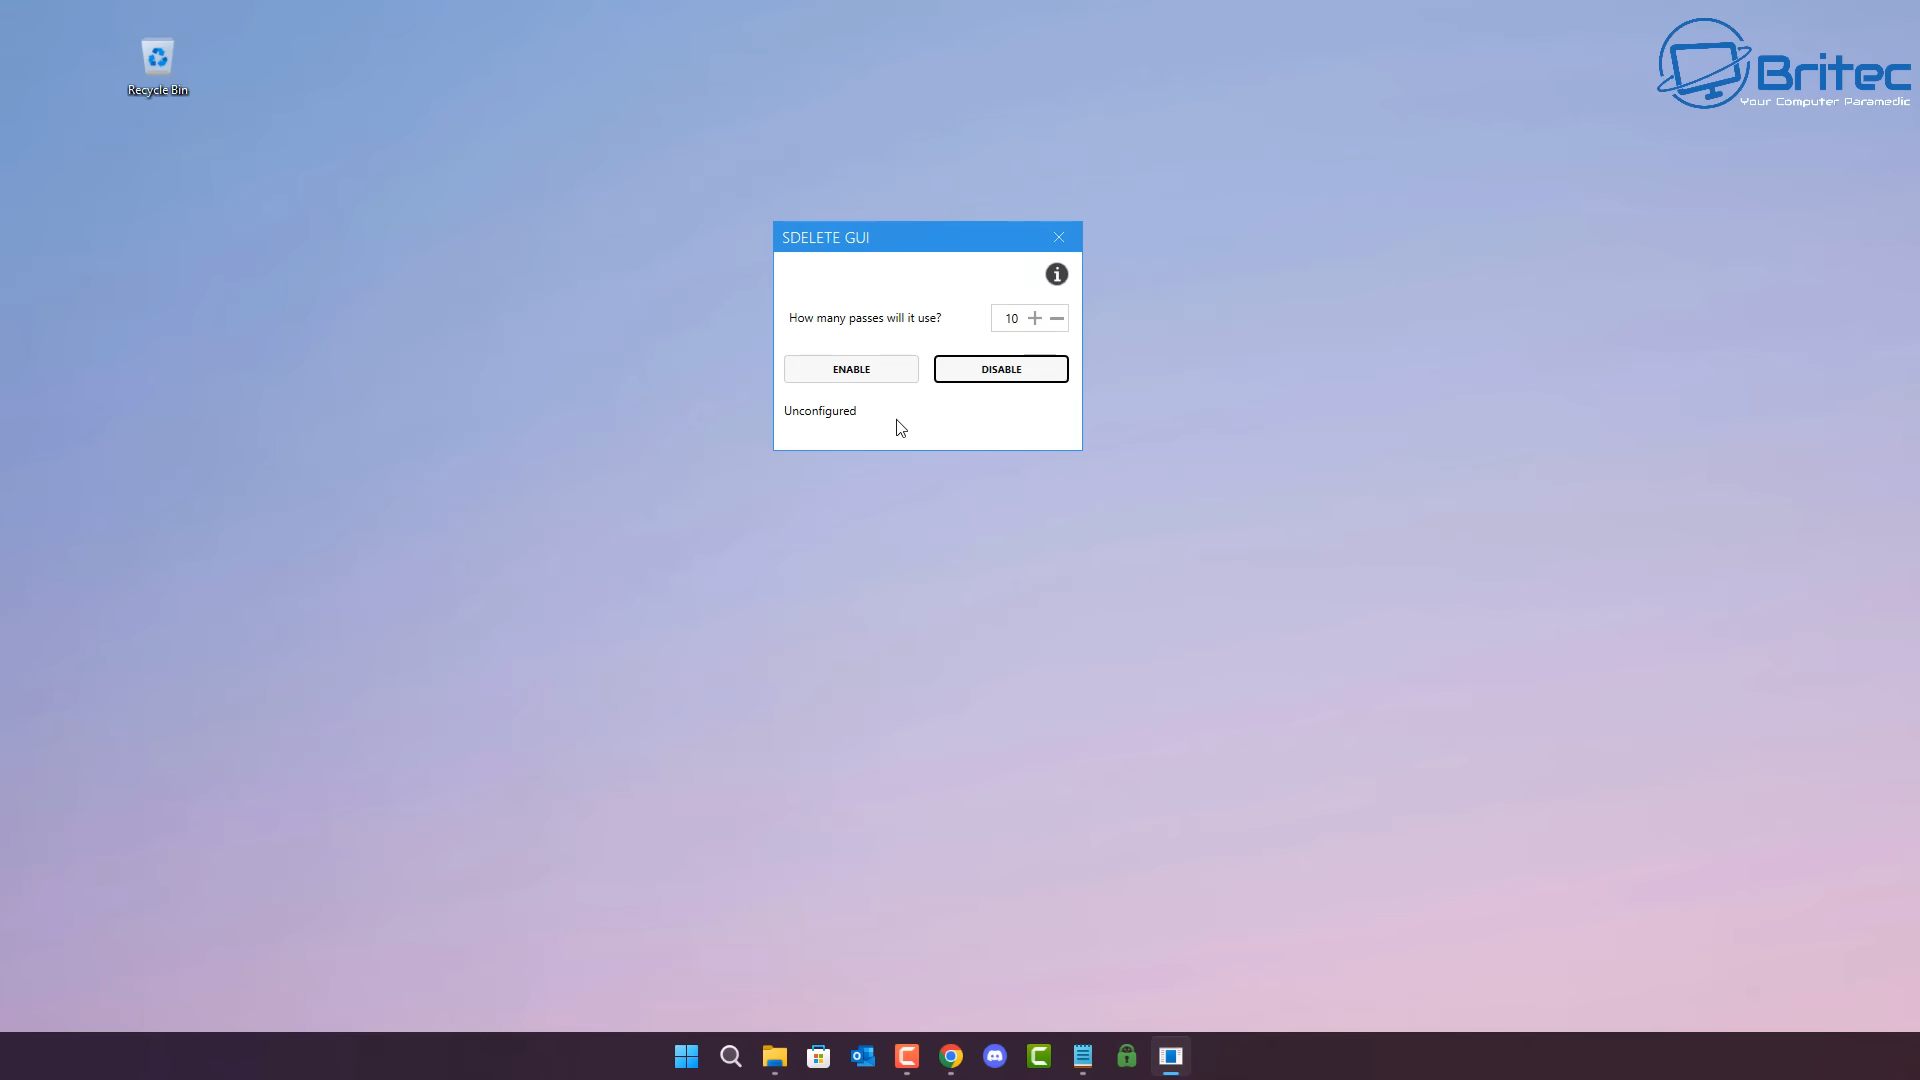 Recycle Bin
Britec
Your Computer Paramedic
SDELETE GUI
How many passes will it use?
10
ENABLE
DISABLE
Unconfigured